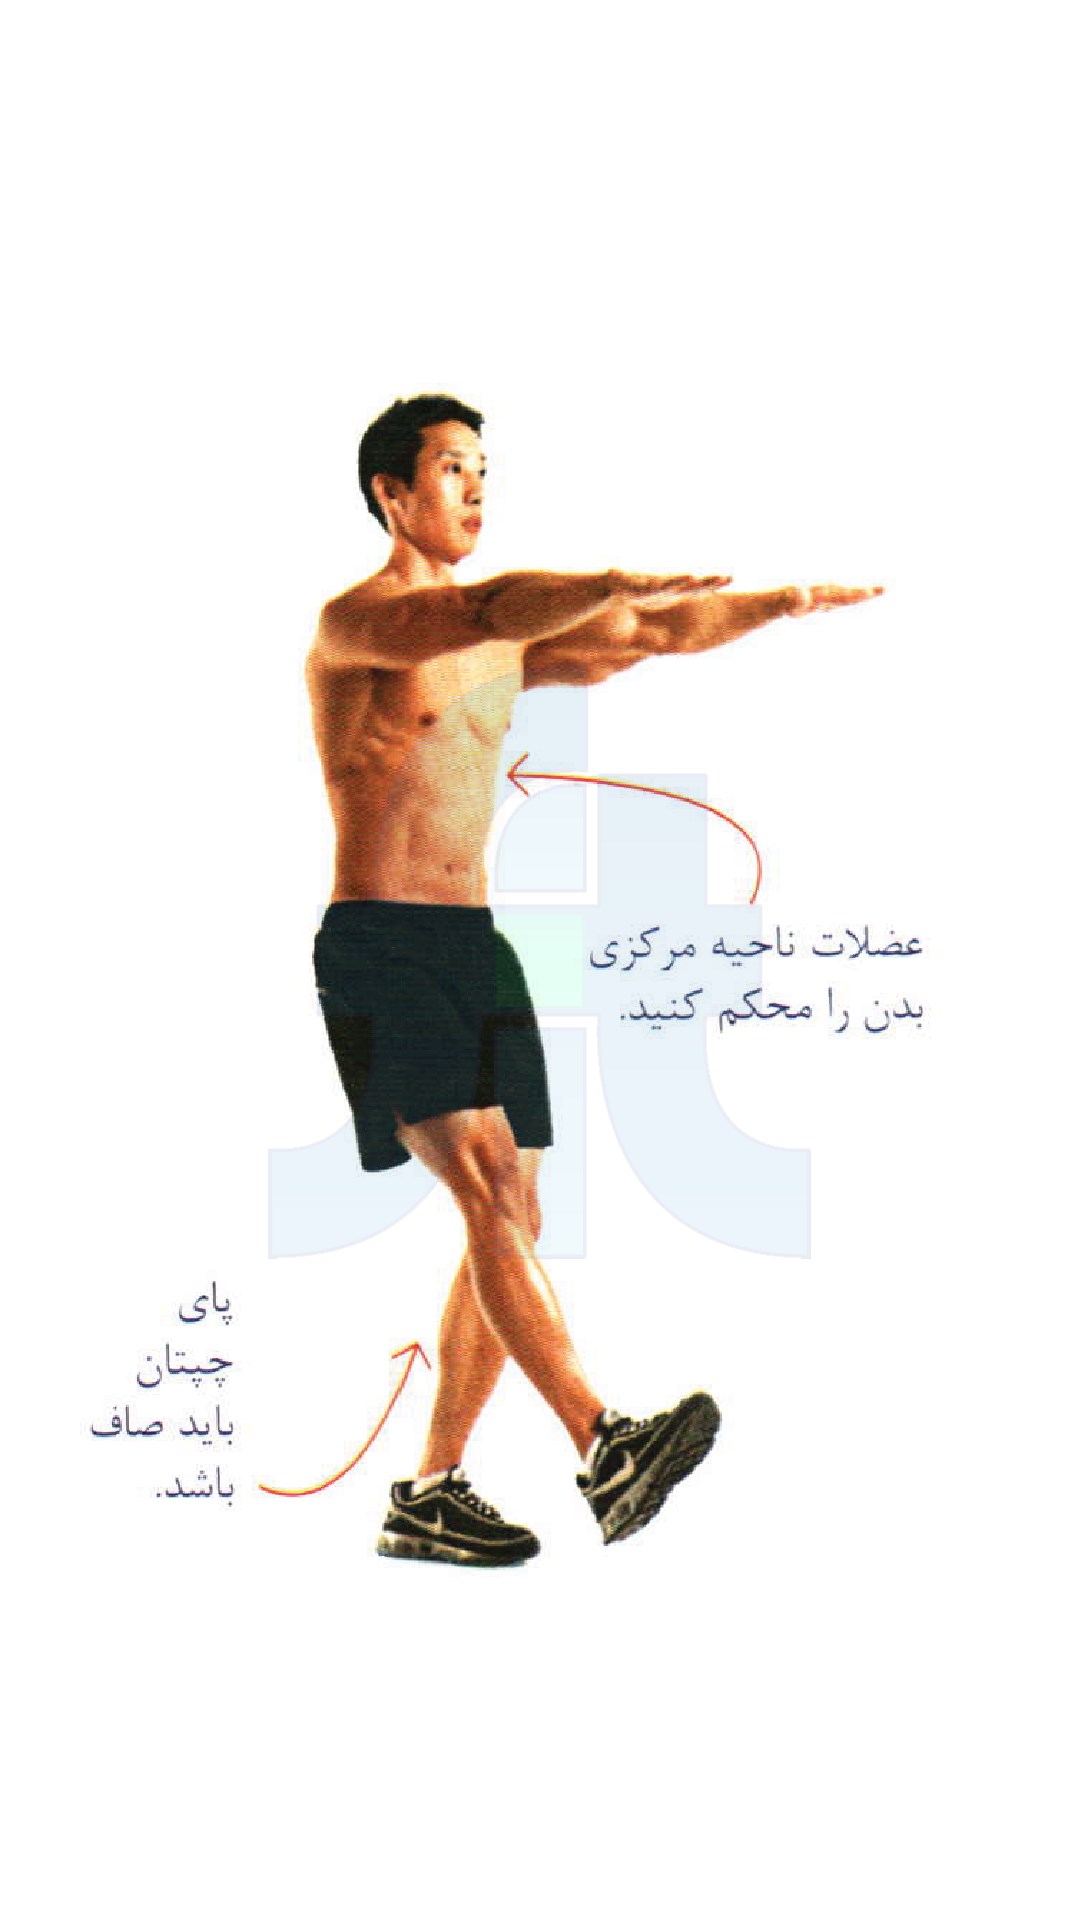 عضلات ناحیه مرکزی
بدن را محکم کنید.
پای
چپتان
باید صاف
باشد.